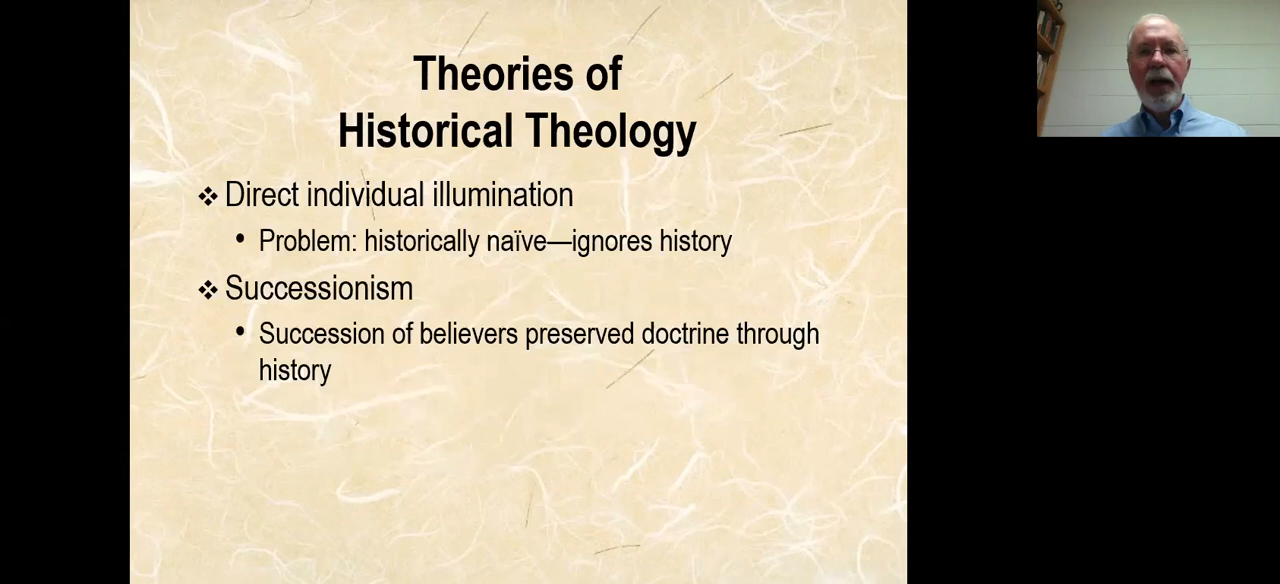 Theories of
Historical Theology
❖ Direct individual illumination
• Problem: historically naïve—ignores history
❖ Successionism
• Succession of believers preserved doctrine through
history